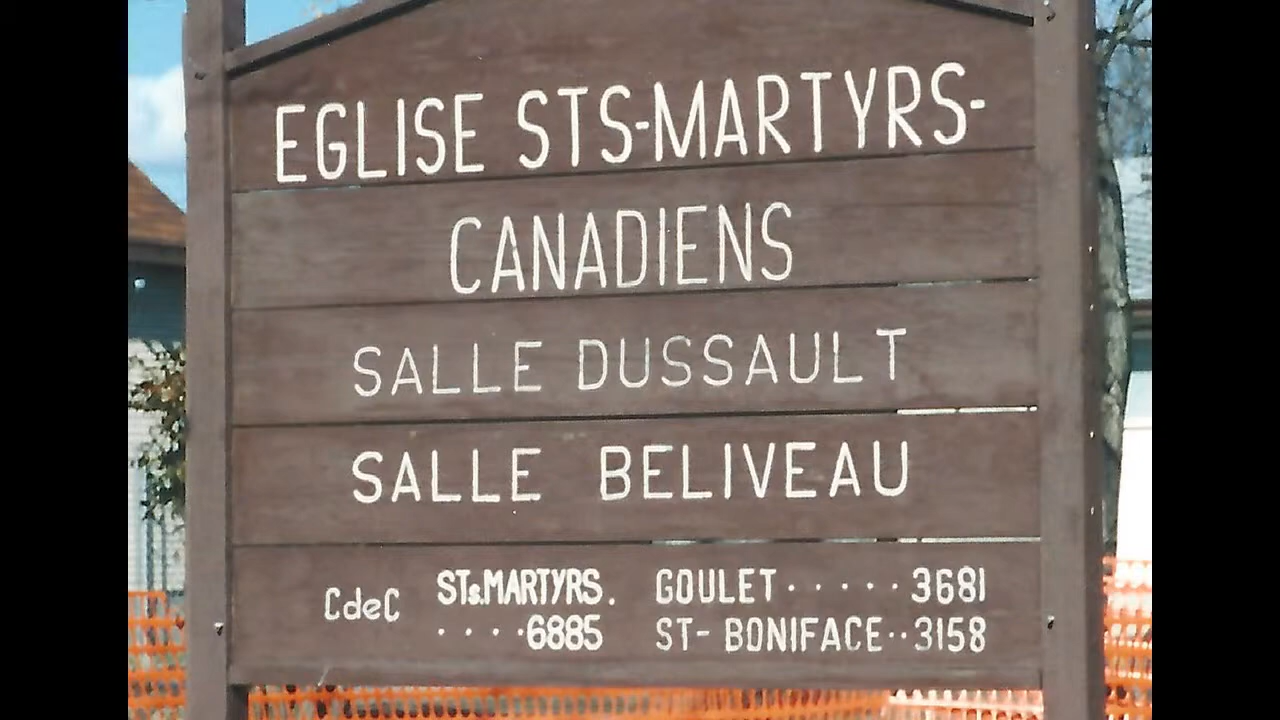 EGLISE STS-MARTYRS-
CANADIENS
SALLE DUSSAULT
SALLE BELIVEAU
CdeC STs.MARTYRS. GOULET.....3681
....6885 ST- BONIFACE..3158